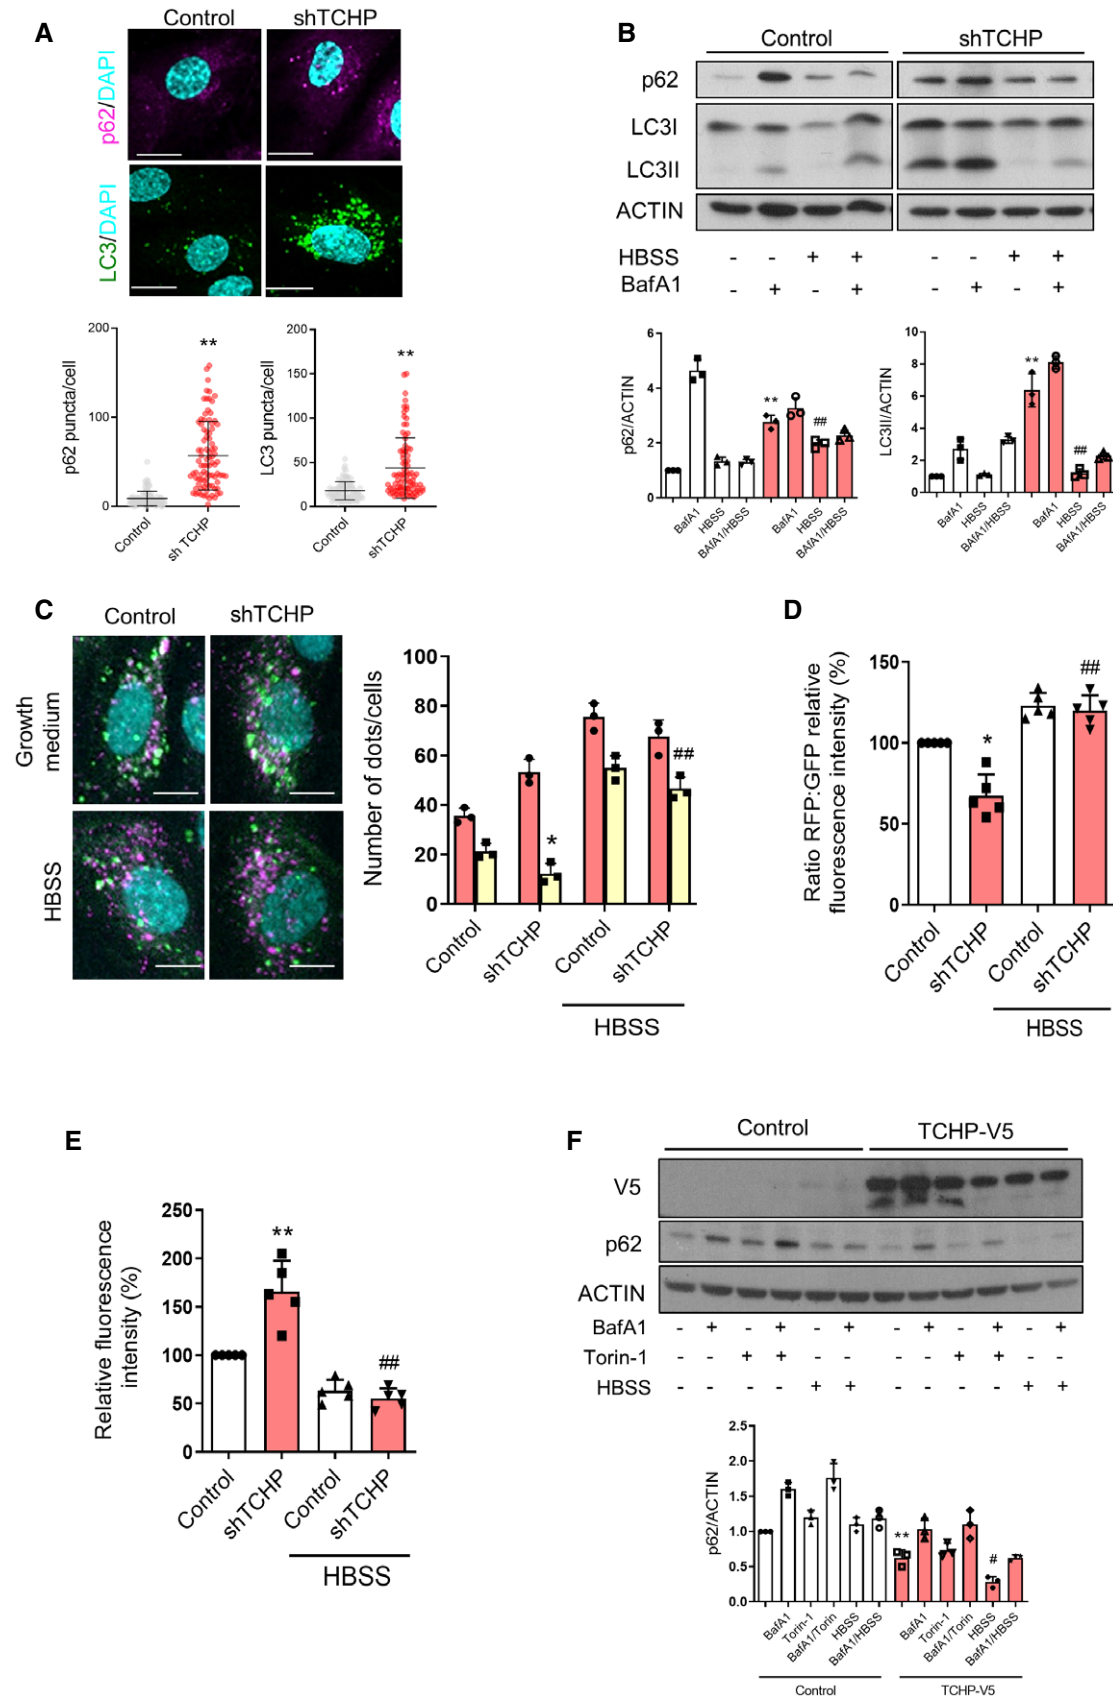 A
Control
shTCHP
p62/DAPI
LC3/DAPI
p62 puncta/cell
200
100
0
**
Control
sh TCHP
LC3 puncta/cell
200
150
100
50
0
**
Control
shTCHP
B
Control
shTCHP
p62
LC3I
LC3II
ACTIN
HBSS - - + + - - + +
BafA1 - + - + - + - +
p62/ACTIN
6
4
2
0
**
##
BafA1
HBSS
BAfA1/HBSS
BafA1
HBSS
BAfA1/HBSS
LC3II/ACTIN
10
8
6
4
2
0
**
##
BafA1
HBSS
BAfA1/HBSS
BafA1
HBSS
BAfA1/HBSS
C
Control
shTCHP
Growth
medium
HBSS
Number of dots/cells
100
80
60
40
20
0
*
##
Control
shTCHP
Control
shTCHP
HBSS
D
Ratio RFP:GFP relative
fluorescence intensity (%)
150
100
50
0
*
##
Control
shTCHP
Control
shTCHP
HBSS
E
Relative fluorescence
intensity (%)
250
200
150
100
50
0
**
##
Control
shTCHP
Control
shTCHP
HBSS
F
Control
TCHP-V5
V5
p62
ACTIN
BafA1 - + - + - + - + - + - +
Torin-1 - - + + - - - - + + - -
HBSS - - - - + + - - - - + +
p62/ACTIN
2.5
2.0
1.5
1.0
0.5
0.0
**
#
BafA1
Torin-1
BafA1/Torin
HBSS
BafA1/HBSS
BafA1
Torin-1
BafA1/Torin
HBSS
BafA1/HBSS
Control
TCHP-V5